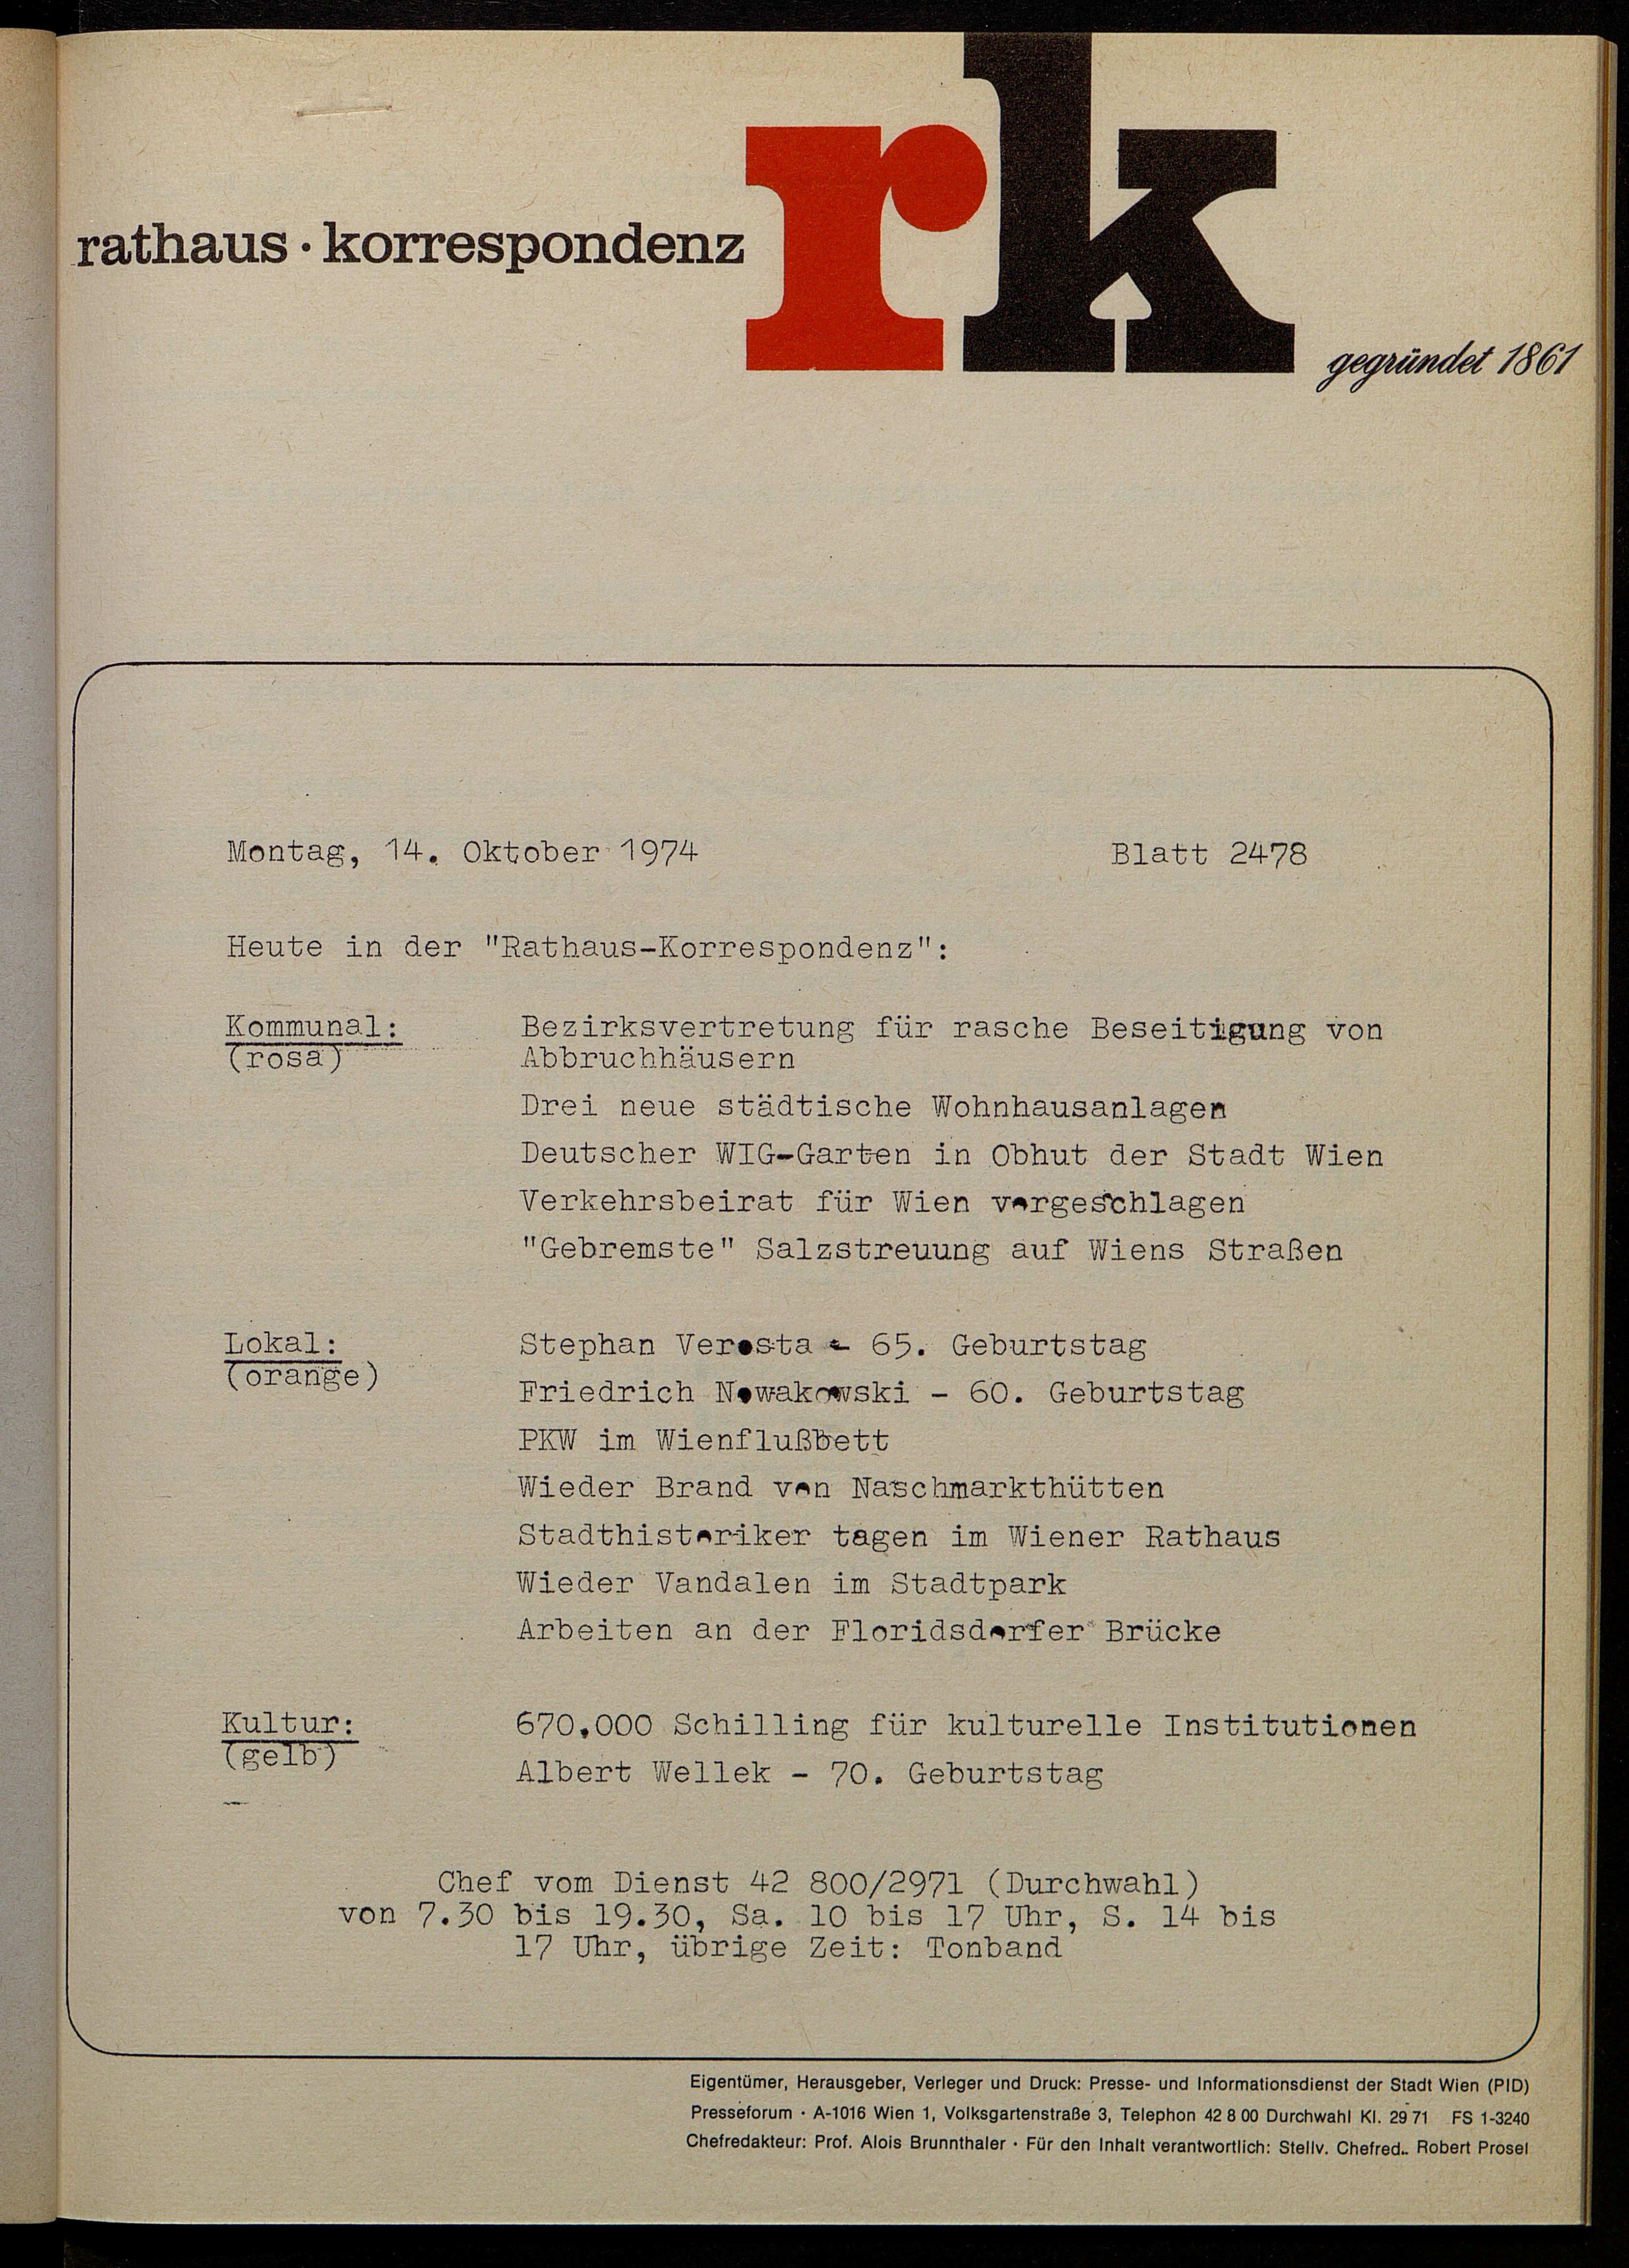 rathaus · korrespondenz
rk
gegründet 1861
Montag, 14. Oktober 1974 Blatt 2478
Heute in der "Rathaus-Korrespondenz":
Kommunal: Bezirksvertretung für rasche Beseitigung von
(rosa) Abbruchhäusern
Drei neue städtische Wohnhausanlagen
Deutscher WIG-Garten in Obhut der Stadt Wien
Verkehrsbeirat für Wien vorgeschlagen
"Gebremste" Salzstreuung auf Wiens Straßen
Lokal: Stephan Verosta - 65. Geburtstag
(orange)
Friedrich Nowakowski - 60. Geburtstag
PKW im Wienflußbett
Wieder Brand von Naschmarkthütten
Stadthistoriker tagen im Wiener Rathaus
Wieder Vandalen im Stadtpark
Arbeiten an der Floridsdorfer Brücke
Kultur: 670.000 Schilling für kulturelle Institutionen
(gelb)
Albert Wellek - 70. Geburtstag
Chef vom Dienst 42 800/2971 (Durchwahl)
von 7.30 bis 19.30, Sa. 10 bis 17 Uhr, S. 14 bis
17 Uhr, übrige Zeit: Tonband
Eigentümer, Herausgeber, Verleger und Druck: Presse- und Informationsdienst der Stadt Wien (PID)
Presseforum · A-1016 Wien 1, Volksgartenstraße 3, Telephon 42 8 00 Durchwahl Kl. 29 71 FS 1-3240
Chefredakteur: Prof. Alois Brunnthaler · Für den Inhalt verantwortlich: Stellv. Chefred.. Robert Prosel